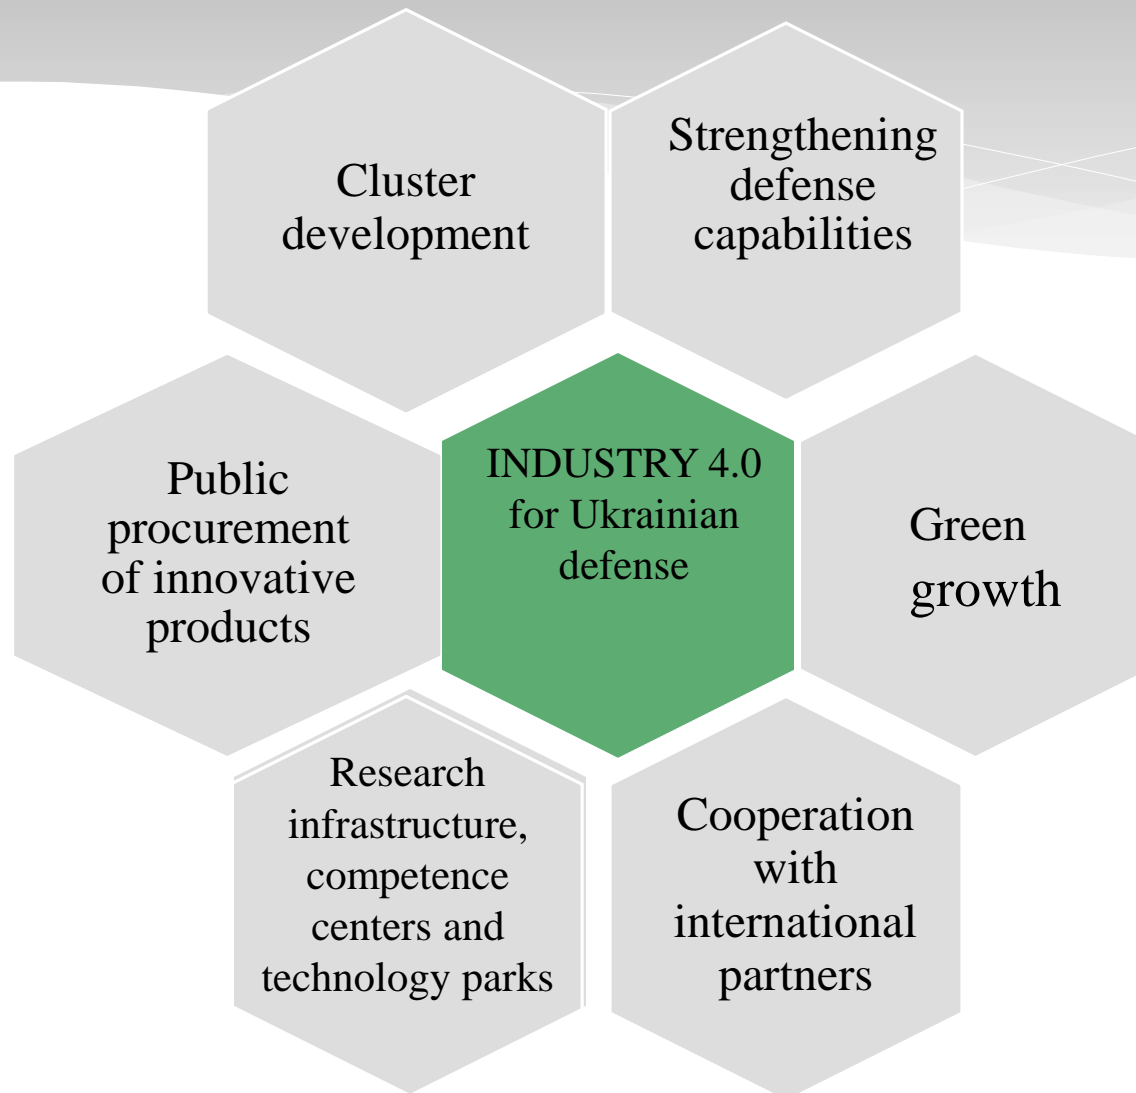 Cluster
development
Strengthening
defense
capabilities
Public
procurement
of innovative
products
INDUSTRY 4.0
for Ukrainian
defense
Green
growth
Research
infrastructure,
competence
centers and
technology parks
Cooperation
with
international
partners